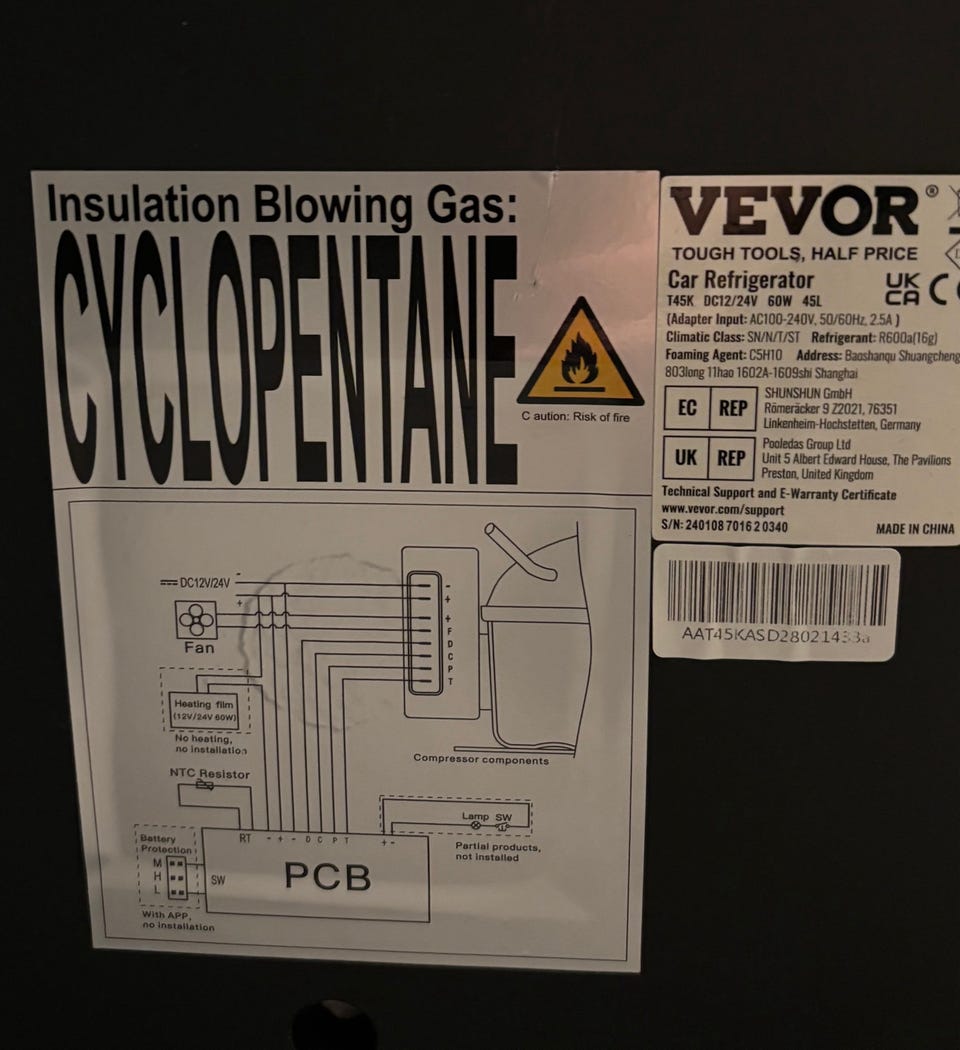 Insulation Blowing Gas:
CYCLOPENTANE
C aution: Risk of fire
DC12V/24V
-
+
Fan
Heating film
(12V/24V 60W)
No heating,
no installation
NTC Resistor
Battery
Protection
M
H
L
SW
With APP,
no installation
RT - + - D C P T + -
PCB
-
+
+
F
D
C
P
T
Compressor components
Lamp SW
Partial products,
not installed
VEVOR®
TOUGH TOOLS, HALF PRICE
Car Refrigerator
T45K DC12/24V 60W 45L
UK
CA
C
(Adapter Input: AC100-240V, 50/60Hz, 2.5A )
Climatic Class: SN/N/T/ST Refrigerant: R600a(16g)
Foaming Agent: C5H10 Address: Baoshanqu Shuangcheng
803long 11hao 1602A-1609shi Shanghai
EC REP
SHUNSHUN GmbH
Römeräcker 9 Z2021, 76351
Linkenheim-Hochstetten, Germany
UK REP
Pooledas Group Ltd
Unit 5 Albert Edward House, The Pavilions
Preston, United Kingdom
Technical Support and E-Warranty Certificate
www.vevor.com/support
S/N: 240108 7016 2 0340 MADE IN CHINA